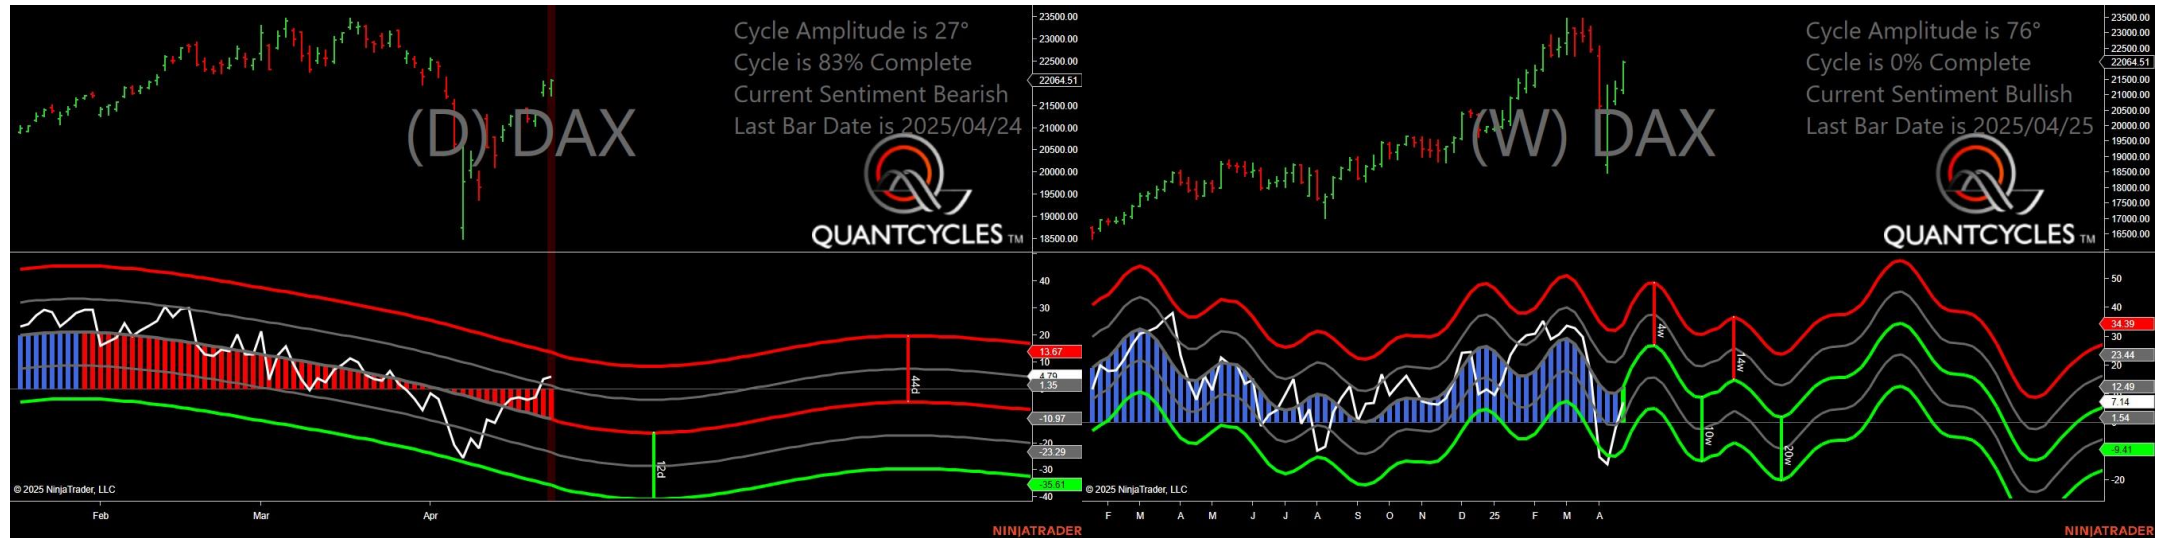 Cycle Amplitude is 27°
Cycle is 83% Complete
Current Sentiment Bearish
Last Bar Date is 2025/04/24
(D) DAX
QUANTCYCLES TM
23500.00
23000.00
22500.00
22064.51
21500.00
21000.00
20500.00
20000.00
19500.00
19000.00
18500.00
40
30
20
13.67
10
4.79
1.35
-10.97
-20
-23.29
-30
-35.61
-40
44d
12d
© 2025 NinjaTrader, LLC
Feb Mar Apr
NINJATRADER
Cycle Amplitude is 76°
Cycle is 0% Complete
Current Sentiment Bullish
Last Bar Date is 2025/04/25
(W) DAX
QUANTCYCLES TM
23500.00
23000.00
22500.00
22064.51
21500.00
21000.00
20500.00
20000.00
19500.00
19000.00
18500.00
18000.00
17500.00
17000.00
16500.00
50
40
34.39
30
23.44
20
12.49
7.14
1.54
-9.41
-20
4w
14w
10w
20w
© 2025 NinjaTrader, LLC
F M A M J J A S O N D 25 F M A
NINJATRADER